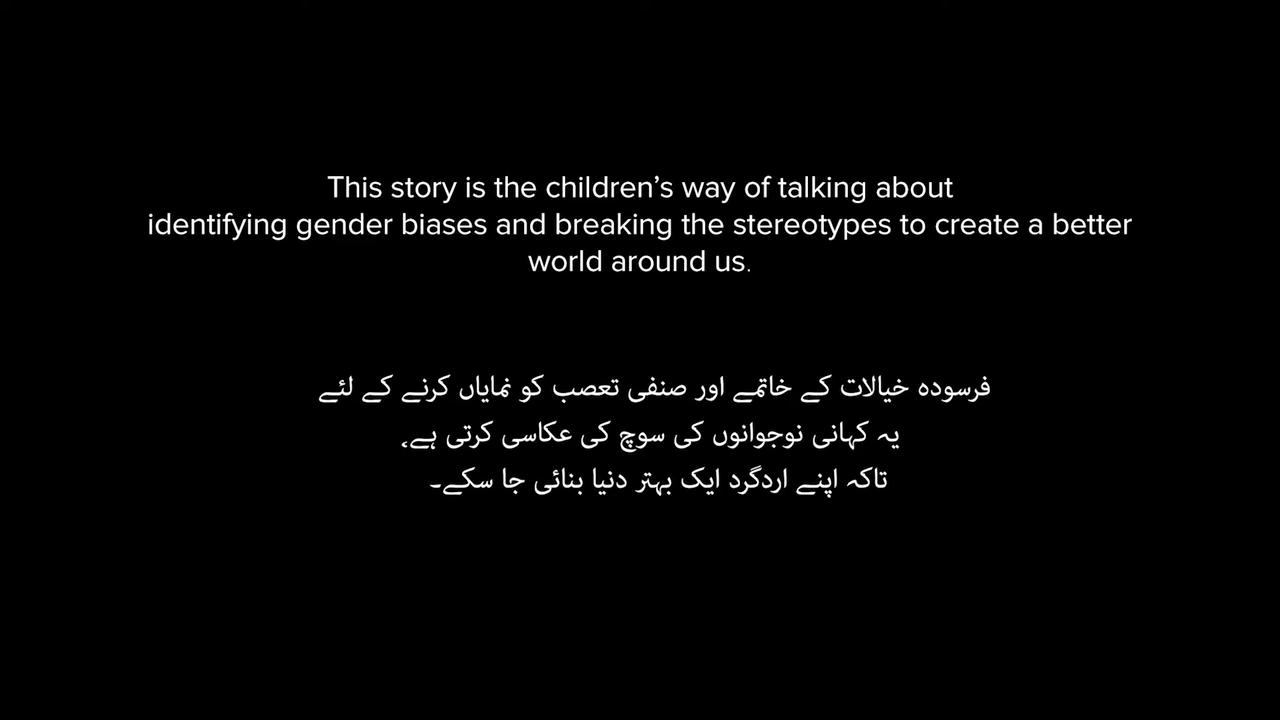 This story is the children’s way of talking about
identifying gender biases and breaking the stereotypes to create a better
world around us.
فرسودہ خیالات کے خاتمے اور صنفی تعصب کو نمایاں کرنے کے لئے
یہ کہانی نوجوانوں کی سوچ کی عکاسی کرتی ہے،
تاکہ اپنے اردگرد ایک بہتر دنیا بنائی جا سکے۔